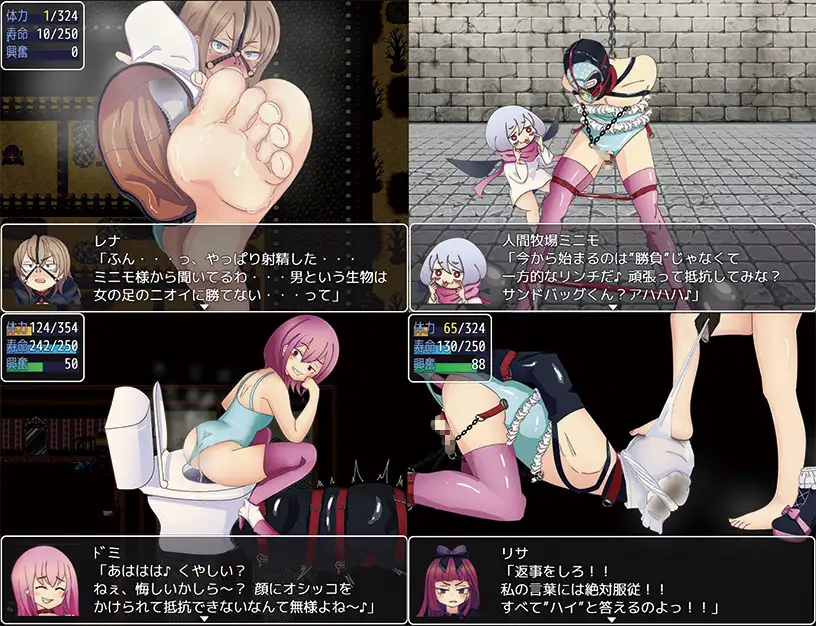 体力 1/324
寿命 10/250
興奮 0
レナ
「ふん・・・っ、やっぱり射精した・・・
ミニモ様から聞いてるわ・・・男という生物は
女の足のニオイに勝てない・・・って」
人間牧場ミニモ
「今から始まるのは“勝負”じゃなくて
一方的なリンチだ♪ 頑張って抵抗してみな?
サンドバッグくん?アハハハ♪」
体力124/354
寿命242/250
興奮 50
ドミ
「あははは♪ くやしい?
ねぇ、悔しいかしら～? 顔にオシッコを
かけられて抵抗できないなんて無様よね～♪」
体力 65/324
寿命130/250
興奮 88
リサ
「返事をしろ!!
私の言葉には絶対服従!!
すべて“ハイ”と答えるのよっ!!」